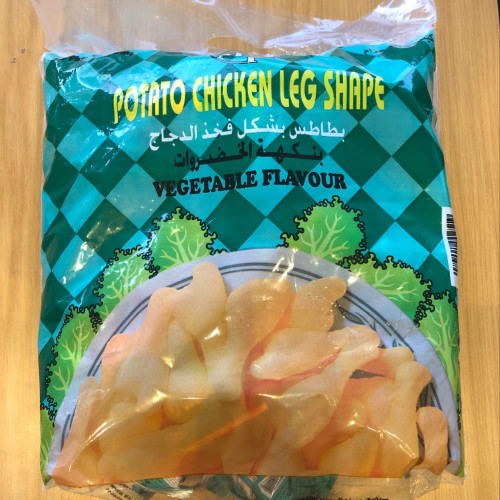 POTATO CHICKEN LEG SHAPE
بطاطس بشكل فخذ الدجاج
بنكهة الخضروات
VEGETABLE FLAVOUR